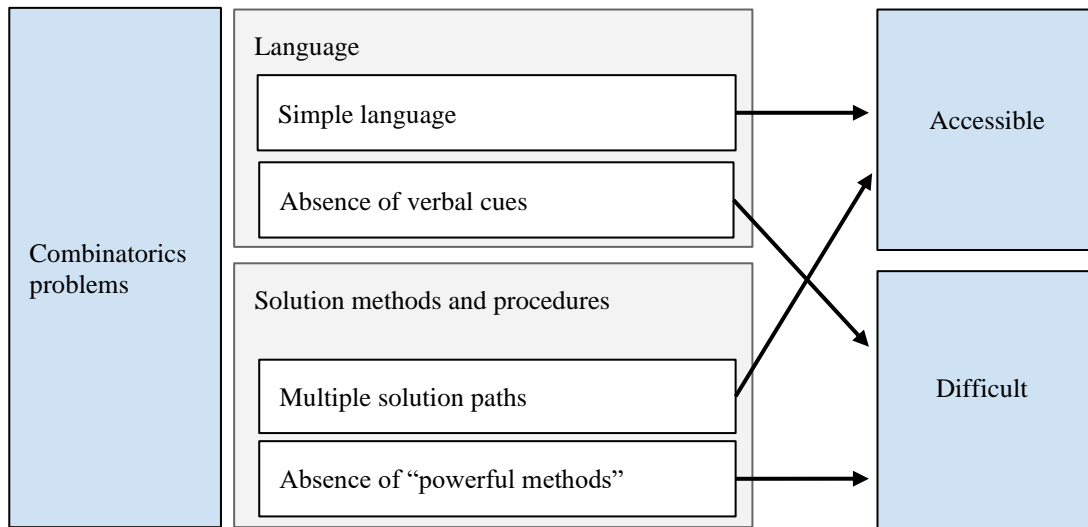 Combinatorics
problems
Language
Simple language
Absence of verbal cues
Solution methods and procedures
Multiple solution paths
Absence of “powerful methods”
Accessible
Difficult